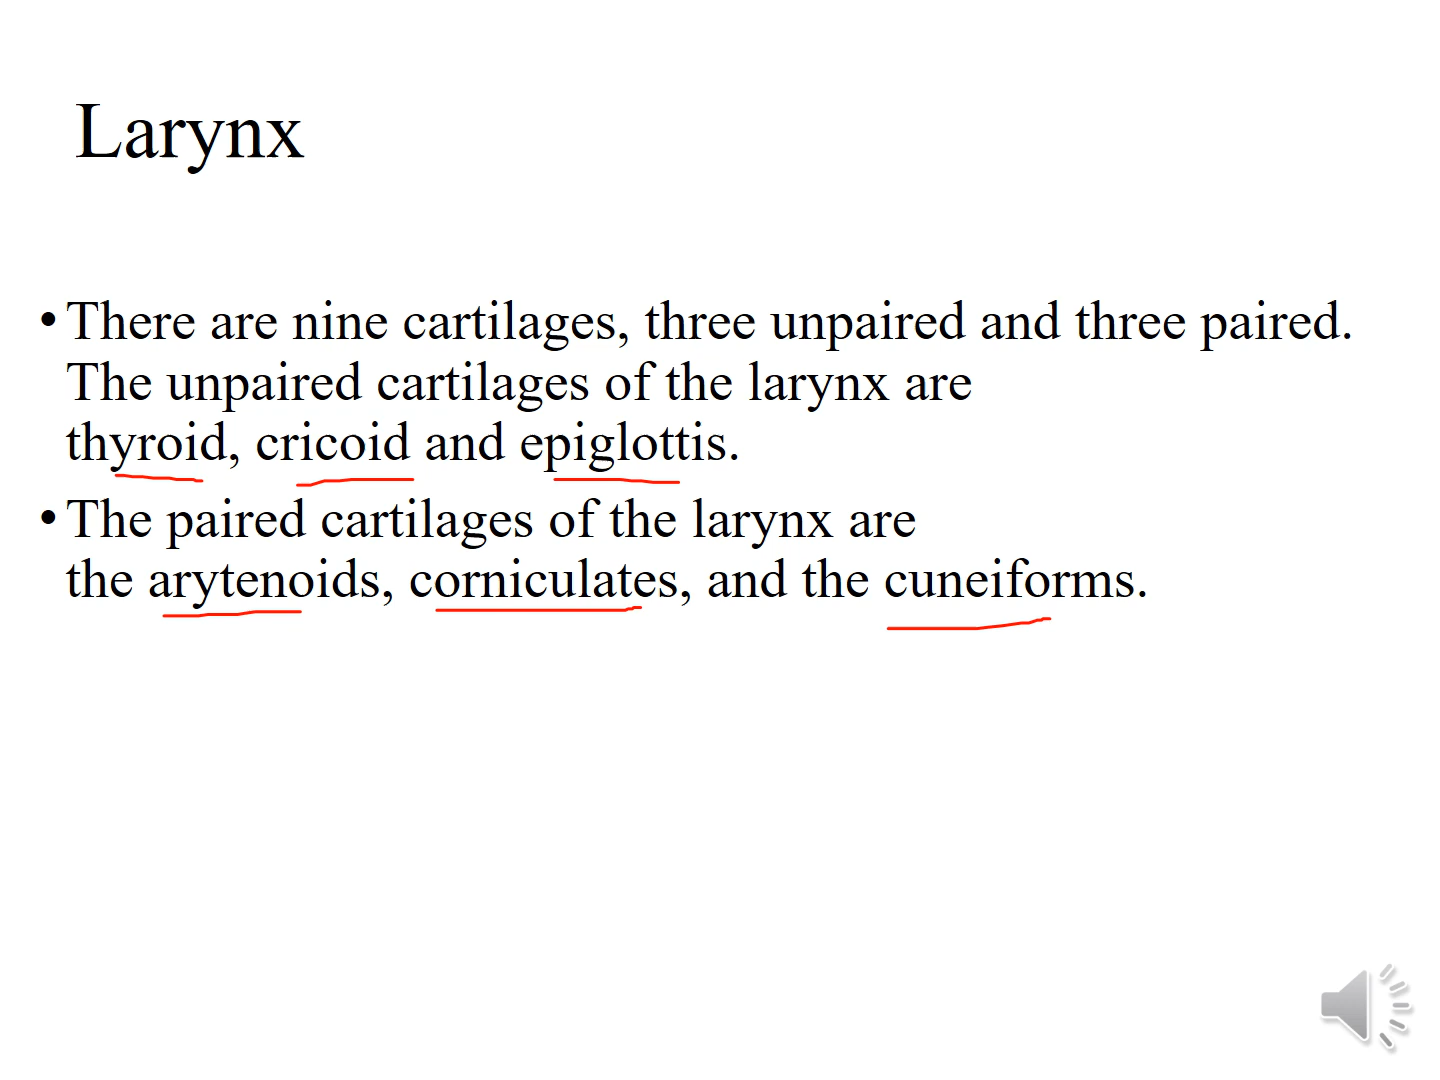 Larynx
• There are nine cartilages, three unpaired and three paired.
The unpaired cartilages of the larynx are
thyroid, cricoid and epiglottis.
• The paired cartilages of the larynx are
the arytenoids, corniculates, and the cuneiforms.